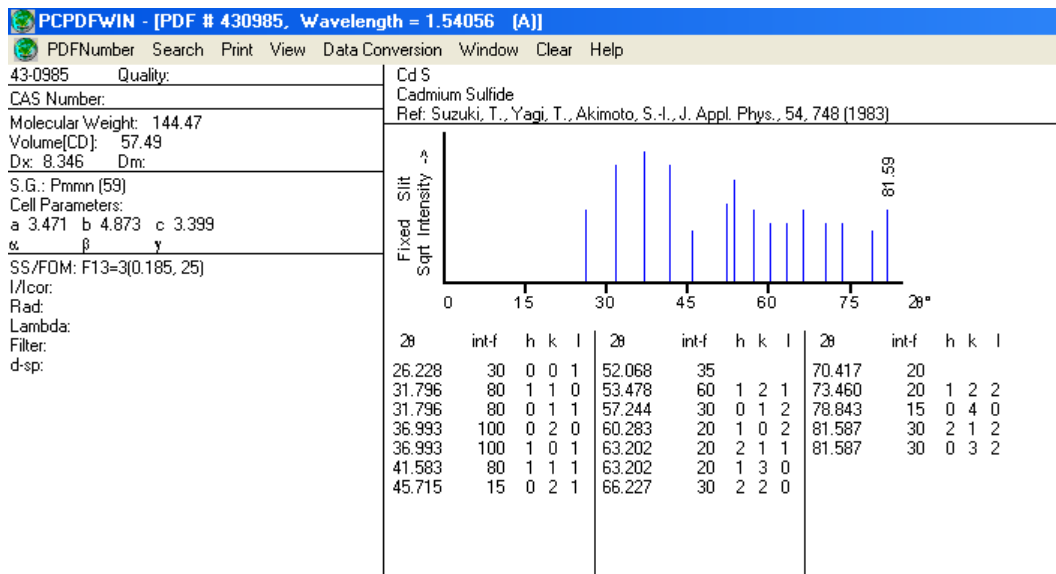 PCPDFWIN - [PDF # 430985, Wavelength = 1.54056 (A)]
PDFNumber Search Print View Data Conversion Window Clear Help
43-0985 Quality:
CAS Number:
Molecular Weight: 144.47
Volume[CD]: 57.49
Dx: 8.346 Dm:
S.G.: Pmmn (59)
Cell Parameters:
a 3.471 b 4.873 c 3.399
α β γ
SS/FOM: F13=3(0.185, 25)
I/Icor:
Rad:
Lambda:
Filter:
d-sp:
Cd S
Cadmium Sulfide
Ref: Suzuki, T., Yagi, T., Akimoto, S.-I., J. Appl. Phys., 54, 748 (1983)
Fixed Slit
Sqrt Intensity ->
81.59
0 15 30 45 60 75 2θ°
2θ int-f h k l 2θ int-f h k l 2θ int-f h k l
26.228 30 0 0 1 52.068 35 70.417 20
31.796 80 1 1 0 53.478 60 1 2 1 73.460 20 1 2 2
31.796 80 0 1 1 57.244 30 0 1 2 78.843 15 0 4 0
36.993 100 0 2 0 60.283 20 1 0 2 81.587 30 2 1 2
36.993 100 1 0 1 63.202 20 2 1 1 81.587 30 0 3 2
41.583 80 1 1 1 63.202 20 1 3 0
45.715 15 0 2 1 66.227 30 2 2 0